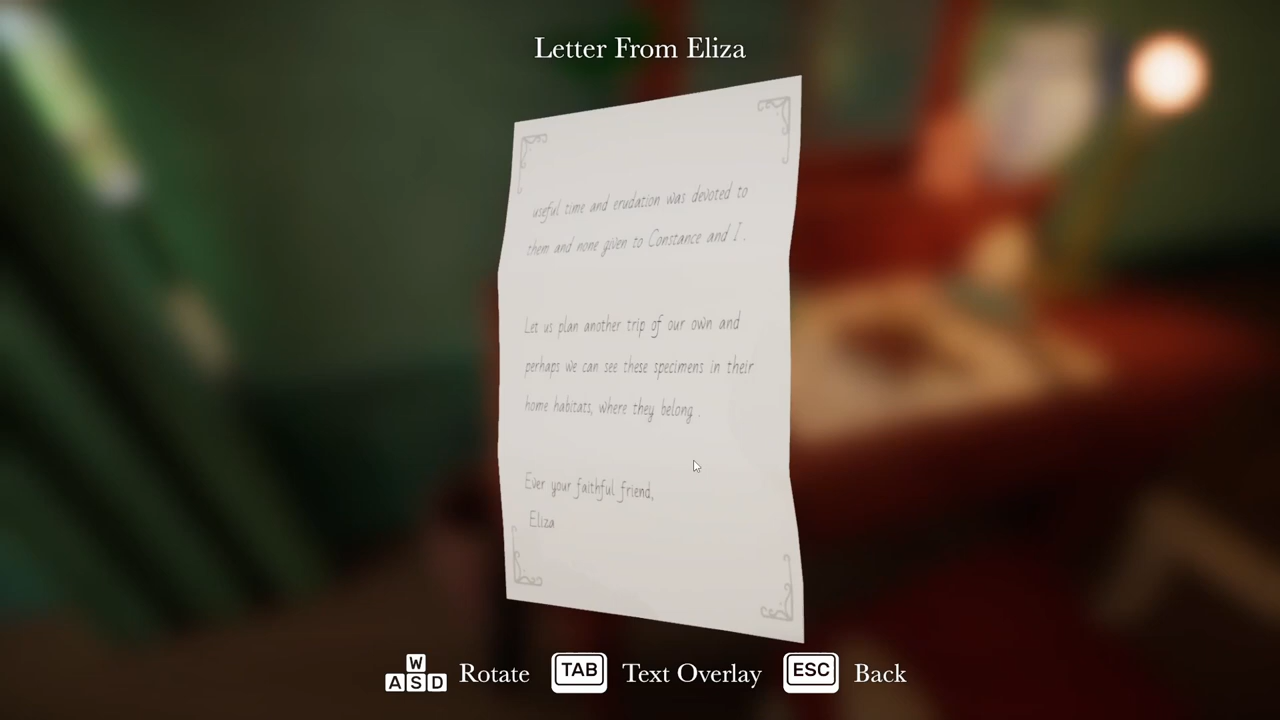 Letter From Eliza
useful time and erudation was devoted to
them and none given to Constance and I.
Let us plan another trip of our own and
perhaps we can see these specimens in their
home habitats, where they belong.
Ever your faithful friend,
Eliza
W
A S D Rotate TAB Text Overlay ESC Back